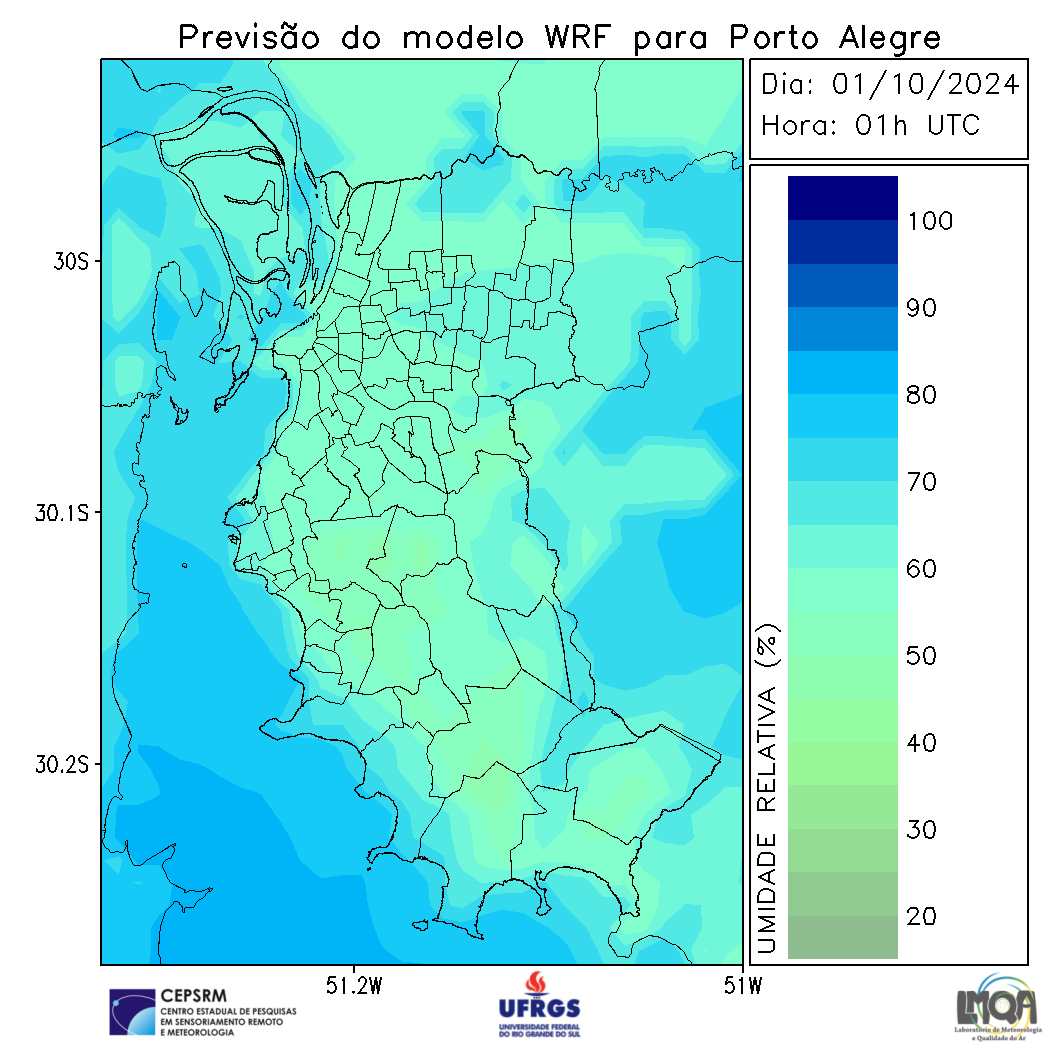 Previsão do modelo WRF para Porto Alegre
Dia: 01/10/2024
Hora: 01h UTC
100
90
80
70
60
50
40
30
20
UMIDADE RELATIVA (%)
30S
30.1S
30.2S
51.2W
51W
CEPSRM
CENTRO ESTADUAL DE PESQUISAS
EM SENSORIAMENTO REMOTO
E METEOROLOGIA
UFRGS
UNIVERSIDADE FEDERAL
DO RIO GRANDE DO SUL
LMQA
Laboratório de Meteorologia
e Qualidade do Ar